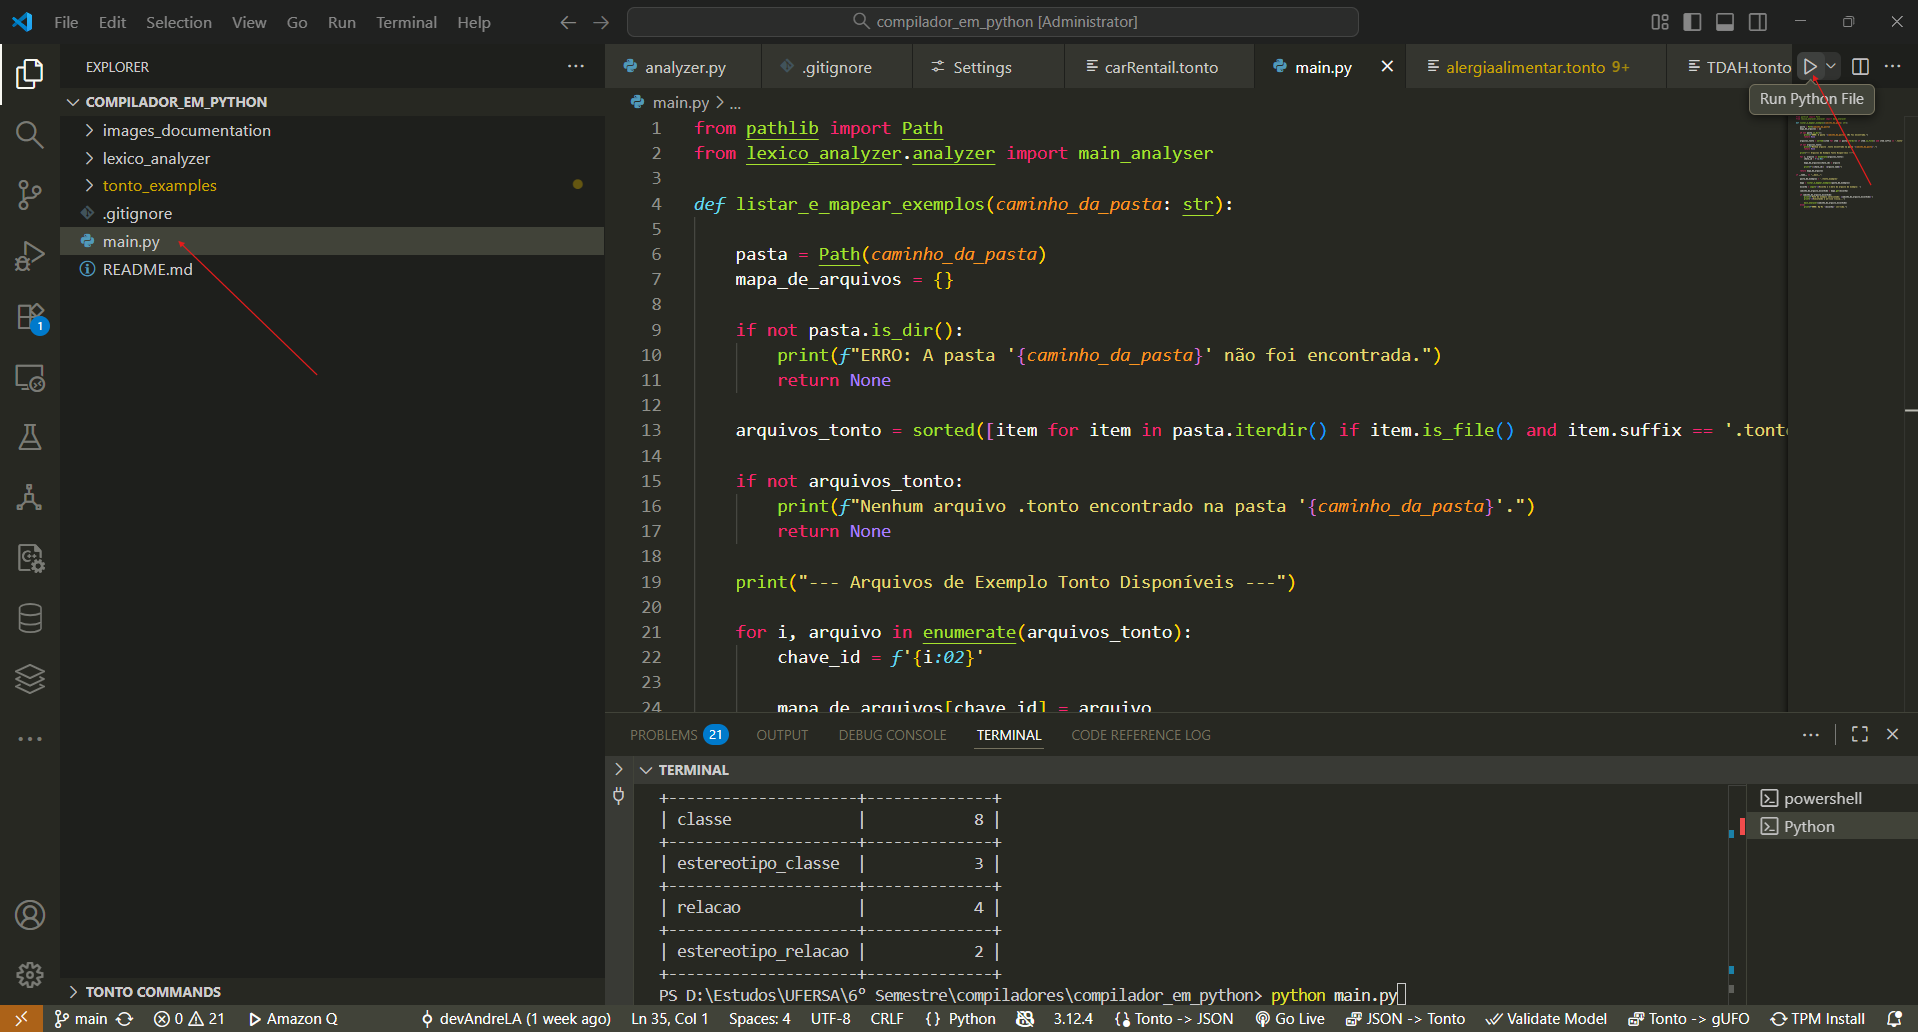 File Edit Selection View Go Run Terminal Help
compilador_em_python [Administrator]
EXPLORER
COMPILADOR_EM_PYTHON
images_documentation
lexico_analyzer
tonto_examples
.gitignore
main.py
README.md
TONTO COMMANDS
1
analyzer.py .gitignore Settings carRentail.tonto main.py alergiaalimentar.tonto 9+ TDAH.tonto
Run Python File
main.py > ...
1 from pathlib import Path
2 from lexico_analyzer.analyzer import main_analyser
3
4 def listar_e_mapear_exemplos(caminho_da_pasta: str):
5
6 pasta = Path(caminho_da_pasta)
7 mapa_de_arquivos = {}
8
9 if not pasta.is_dir():
10 print(f"ERRO: A pasta '{caminho_da_pasta}' não foi encontrada.")
11 return None
12
13 arquivos_tonto = sorted([item for item in pasta.iterdir() if item.is_file() and item.suffix == '.tonto
14
15 if not arquivos_tonto:
16 print(f"Nenhum arquivo .tonto encontrado na pasta '{caminho_da_pasta}'.")
17 return None
18
19 print("--- Arquivos de Exemplo Tonto Disponíveis ---")
20
21 for i, arquivo in enumerate(arquivos_tonto):
22 chave_id = f'{i:02}'
23
24 mapa_de_arquivos[chave_id] = arquivo
PROBLEMS 21 OUTPUT DEBUG CONSOLE TERMINAL CODE REFERENCE LOG
TERMINAL
+---------------------+--------------+
| classe | 8 |
+---------------------+--------------+
| estereotipo_classe | 3 |
+---------------------+--------------+
| relacao | 4 |
+---------------------+--------------+
| estereotipo_relacao | 2 |
+---------------------+--------------+
PS D:\Estudos\UFERSA\6º Semestre\compiladores\compilador_em_python> python main.py
powershell
Python
main 0 21 Amazon Q devAndreLA (1 week ago) Ln 35, Col 1 Spaces: 4 UTF-8 CRLF {} Python 3.12.4 Tonto -> JSON Go Live JSON -> Tonto Validate Model Tonto -> gUFO TPM Install